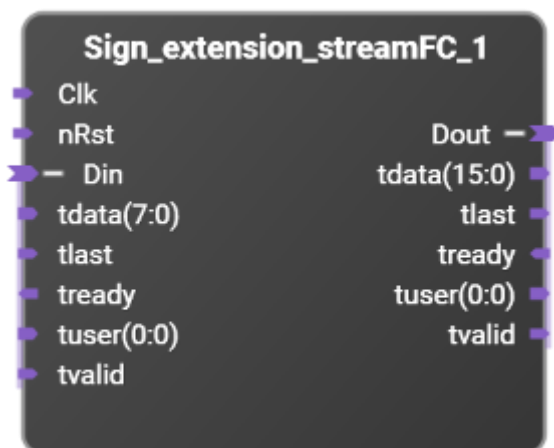 Sign_extension_streamFC_1
Clk
nRst
Din
tdata(7:0)
tlast
tready
tuser(0:0)
tvalid
Dout
tdata(15:0)
tlast
tready
tuser(0:0)
tvalid